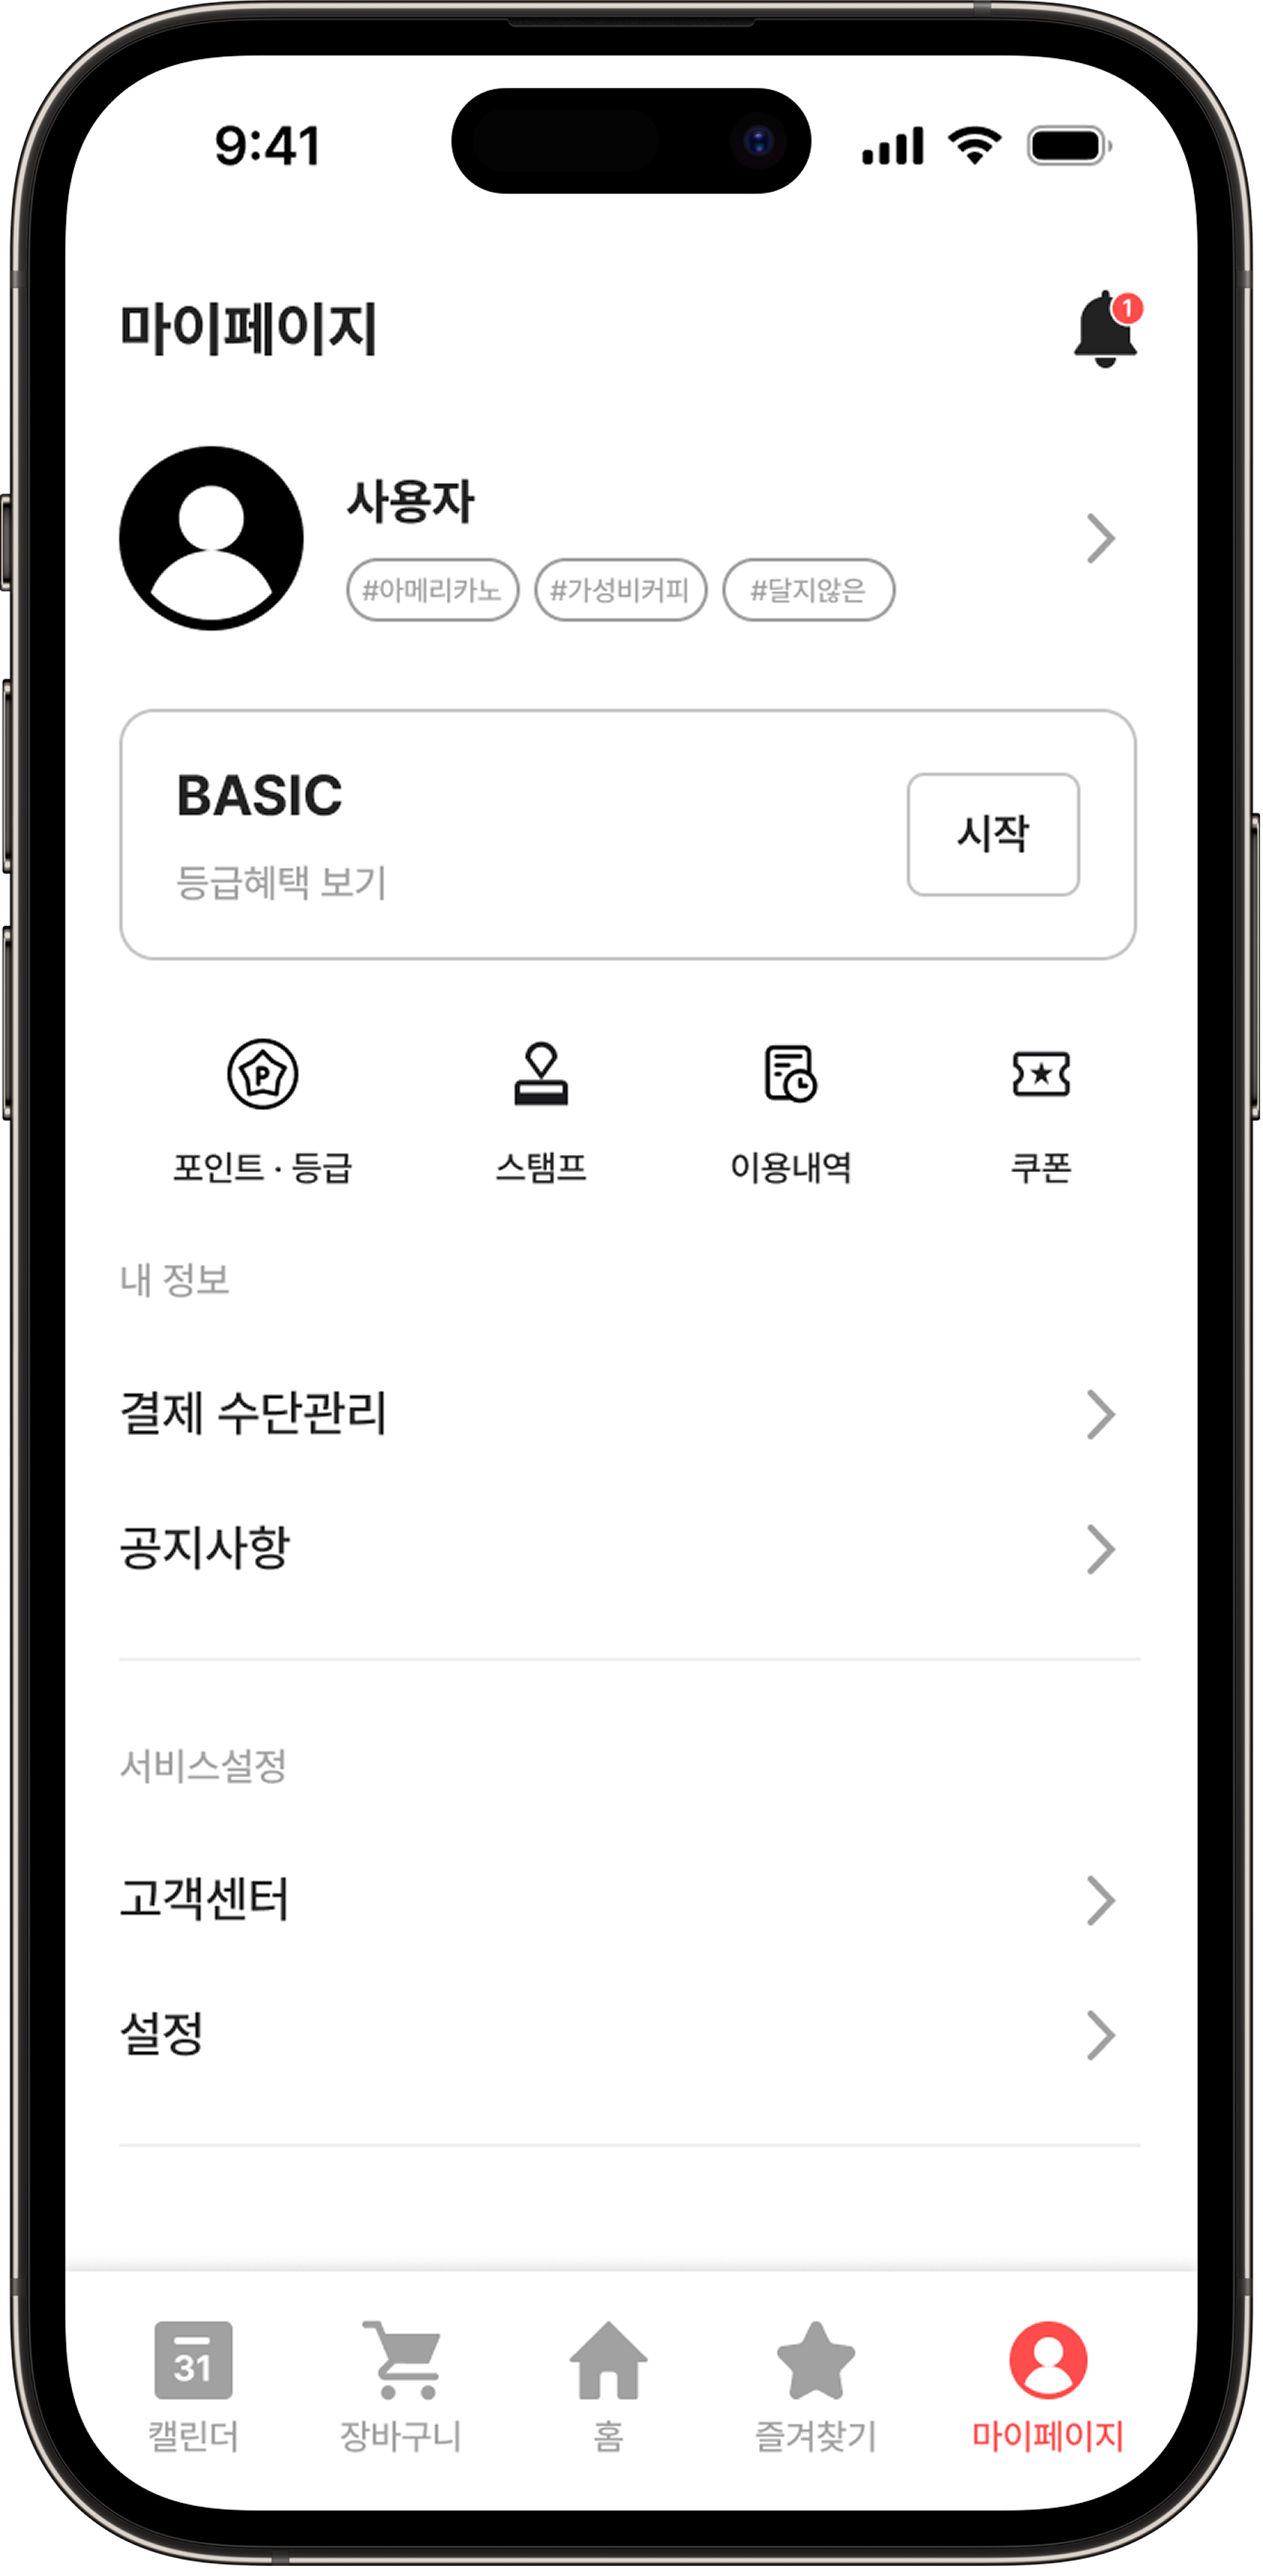 9:41
마이페이지
1
사용자
#아메리카노 #가성비커피 #달지않은
BASIC
시작
등급혜택 보기
P
포인트 · 등급 스탬프 이용내역 쿠폰
내 정보
결제 수단관리
공지사항
서비스설정
고객센터
설정
31
캘린더 장바구니 홈 즐겨찾기 마이페이지